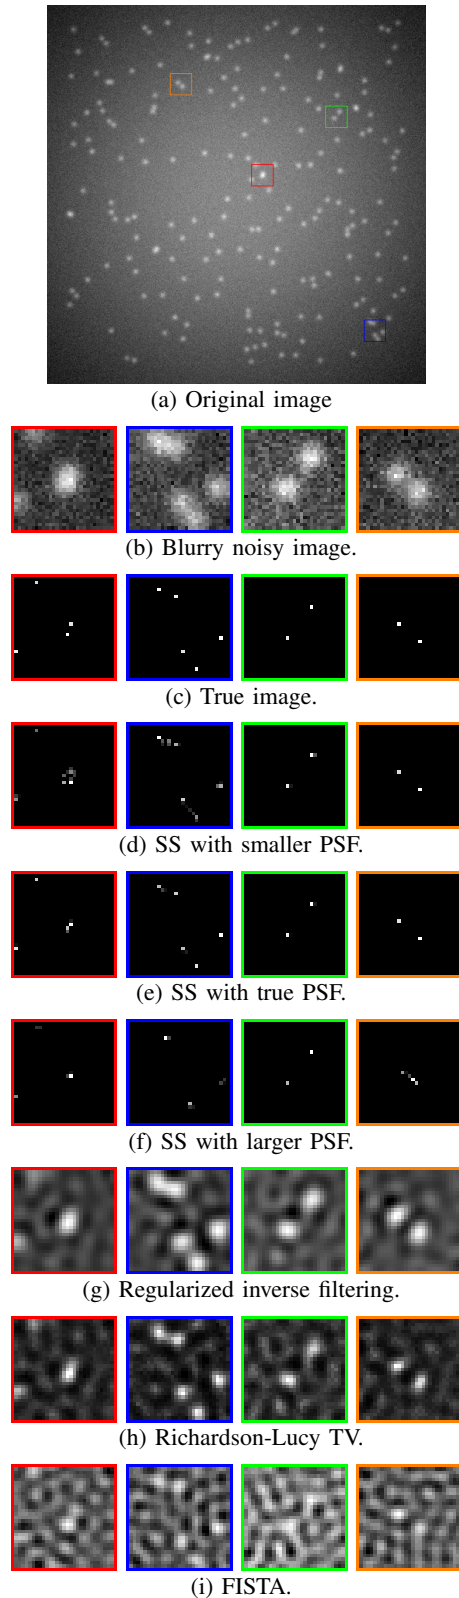 (a) Original image
(b) Blurry noisy image.
(c) True image.
(d) SS with smaller PSF.
(e) SS with true PSF.
(f) SS with larger PSF.
(g) Regularized inverse filtering.
(h) Richardson-Lucy TV.
(i) FISTA.